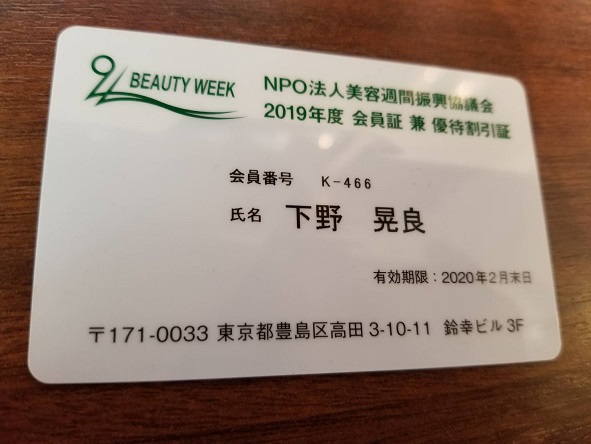 BEAUTY WEEK
NPO法人美容週間振興協議会
2019年度 会員証 兼 優待割引証
会員番号 K-466
氏名 下野 晃良
有効期限：2020年2月末日
〒171-0033 東京都豊島区高田 3-10-11 鈴幸ビル 3F